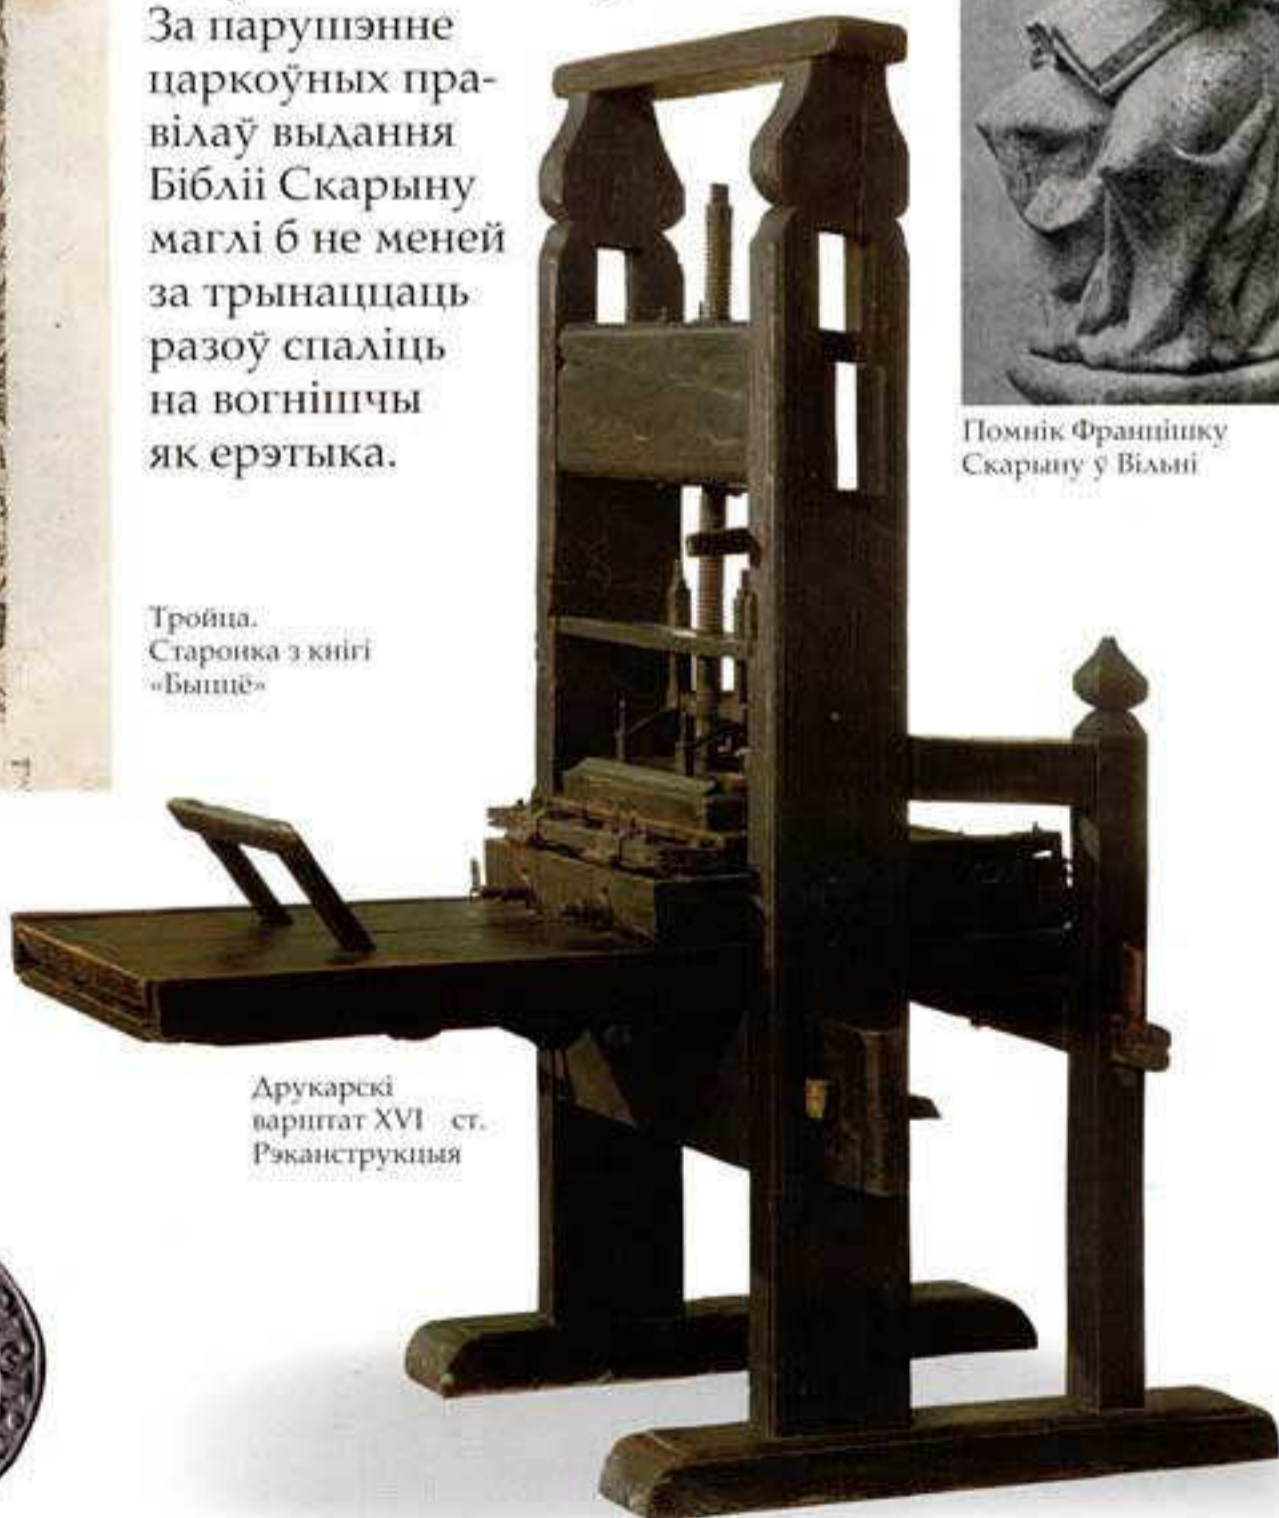 За парушэнне
царкоўных пра-
вілаў выдання
Бібліі Скарыну
маглі б не меней
за трынаццаць
разоў спаліць
на вогнішчы
як ерэтыка.
Помнік Францішку
Скарыну ў Вільні
Тройца.
Старонка з кнігі
«Быццё»
Друкарскі
варштат XVI ст.
Рэканструкцыя